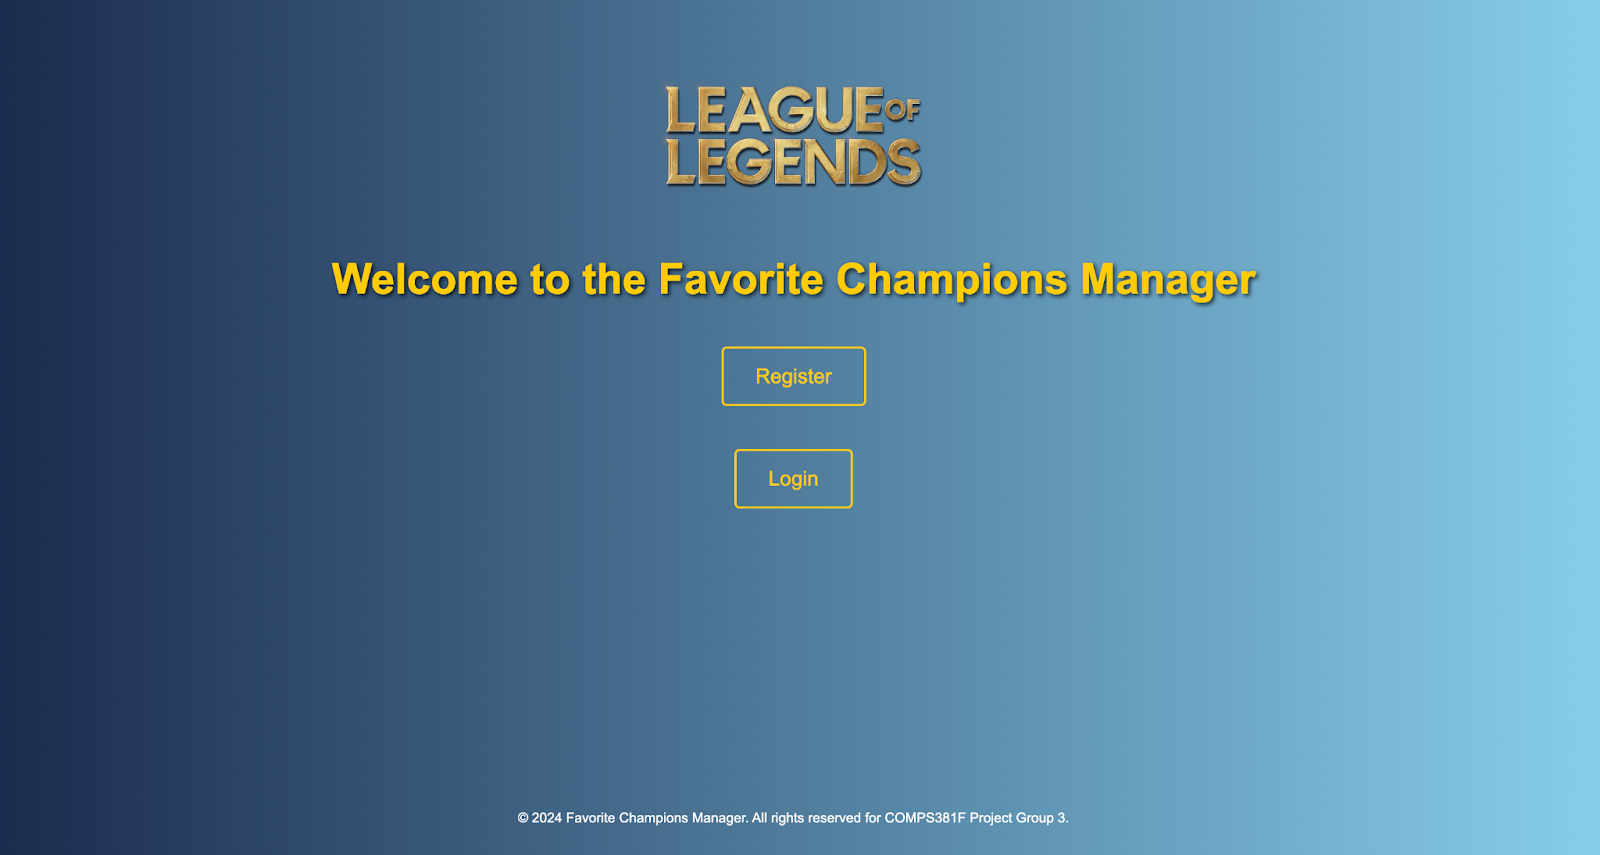 LEAGUE OF
LEGENDS
Welcome to the Favorite Champions Manager
Register
Login
© 2024 Favorite Champions Manager. All rights reserved for COMPS381F Project Group 3.